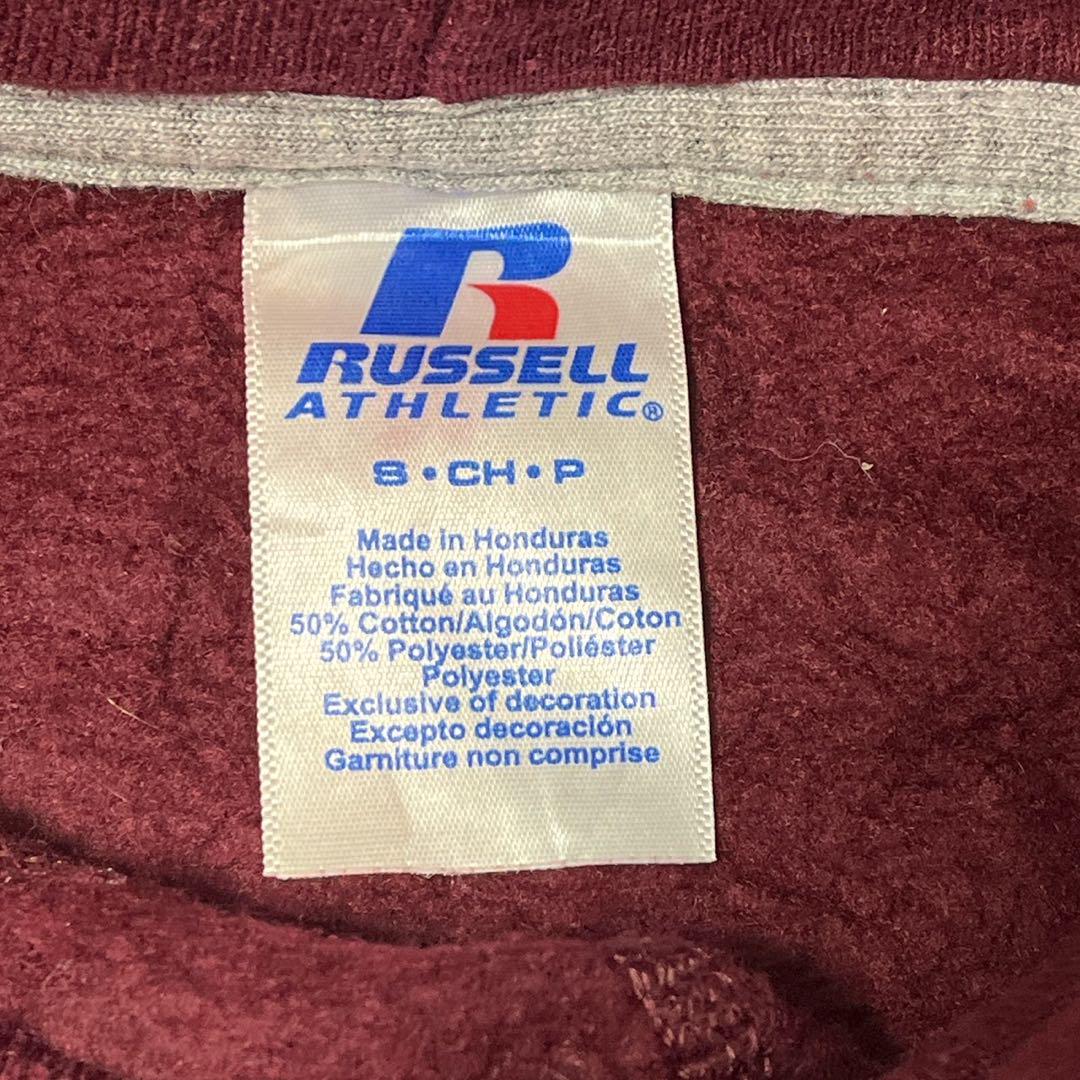 R
RUSSELL
ATHLETIC®
S • CH • P
Made in Honduras
Hecho en Honduras
Fabriqué au Honduras
50% Cotton/Algodón/Coton
50% Polyester/Poliéster
Polyester
Exclusive of decoration
Excepto decoración
Garniture non comprise